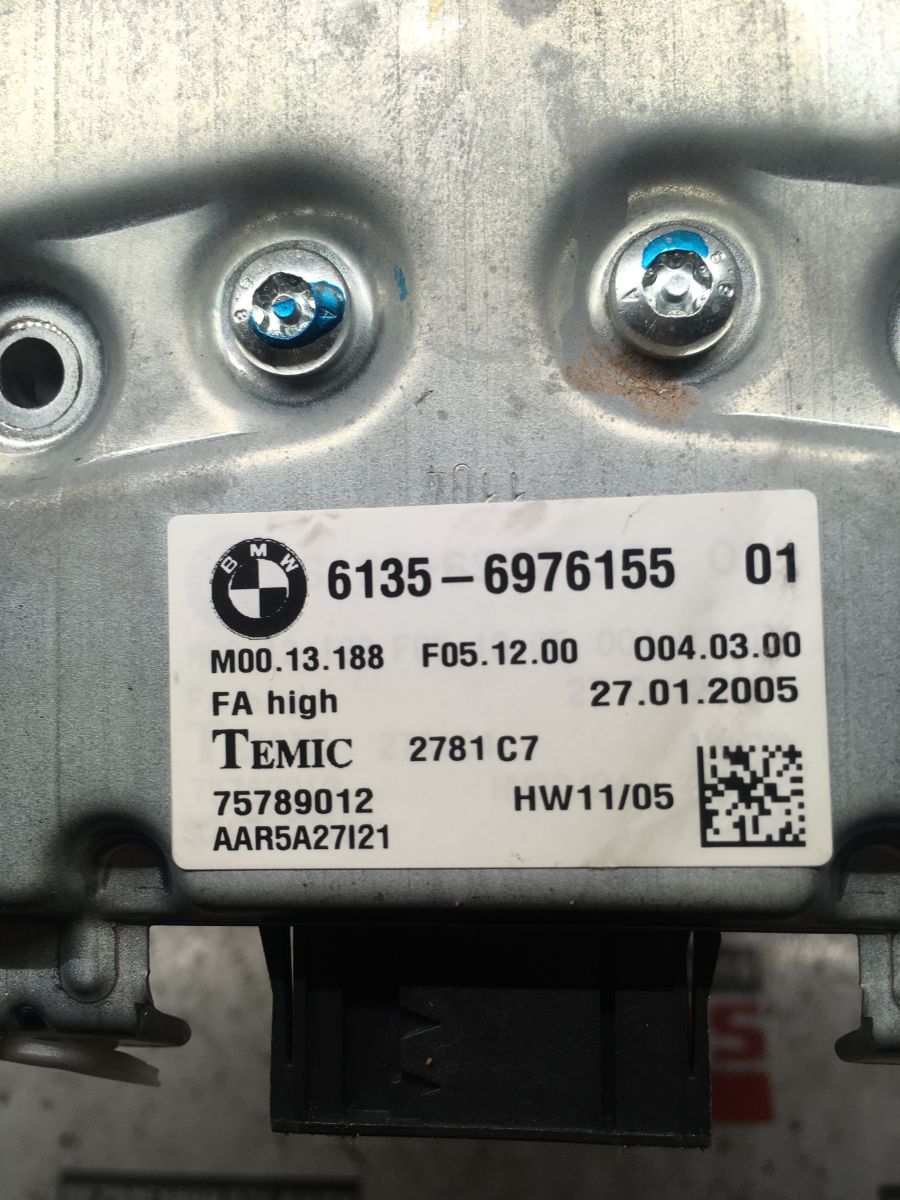 1102
BMW
6135-6976155 01
M00.13.188 F05.12.00 O04.03.00
FA high 27.01.2005
TEMIC 2781 C7
75789012 HW11/05
AAR5A27I21
S